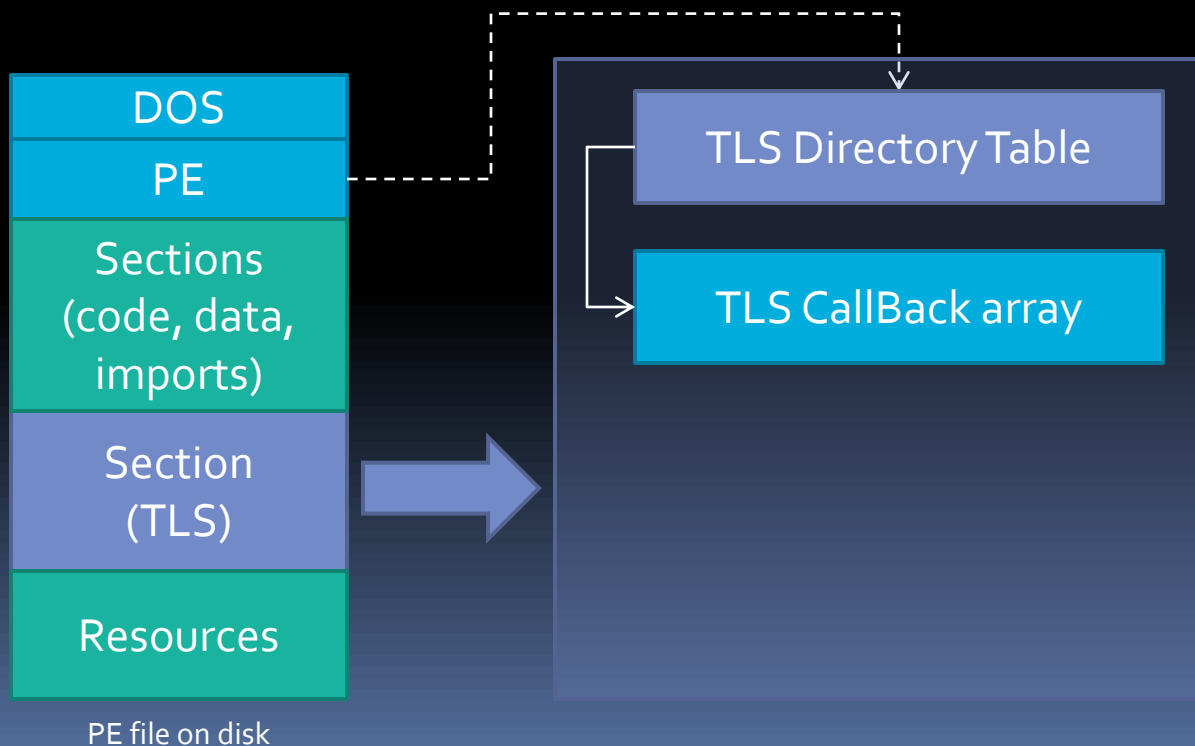 DOS
PE
Sections
(code, data,
imports)
Section
(TLS)
Resources
PE file on disk
TLS Directory Table
TLS CallBack array